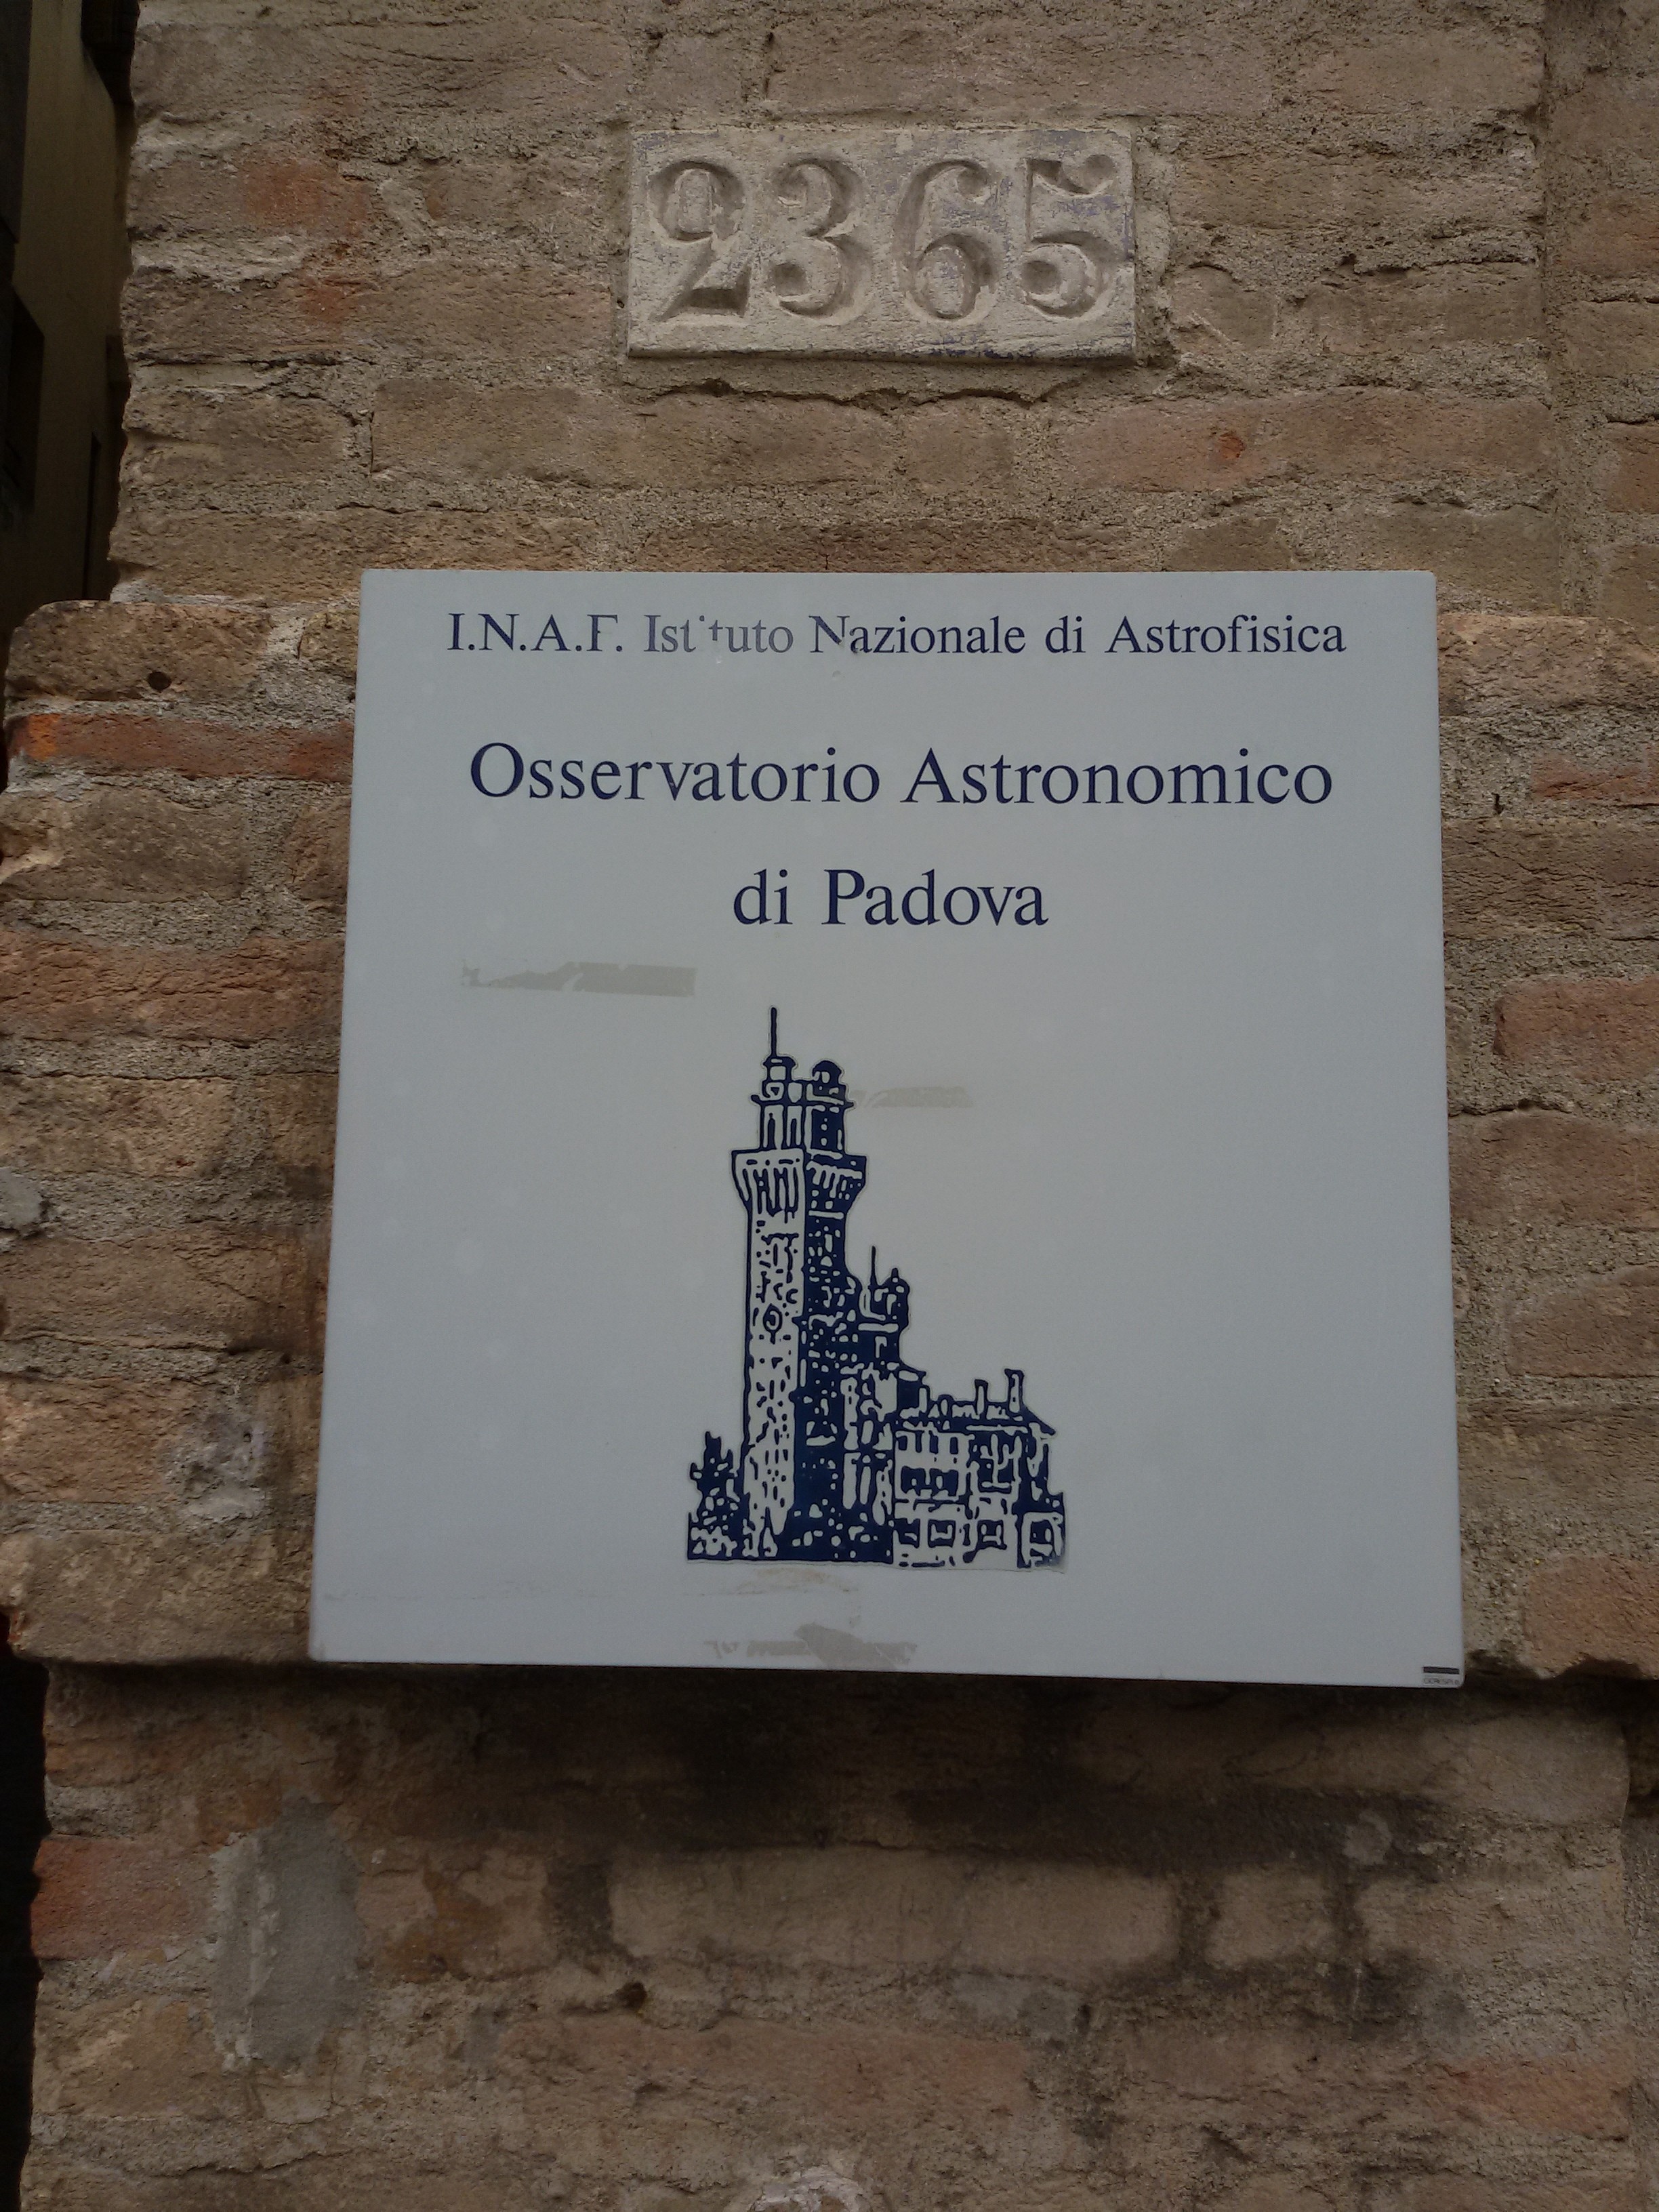 2365
I.N.A.F. Istituto Nazionale di Astrofisica
Osservatorio Astronomico
di Padova